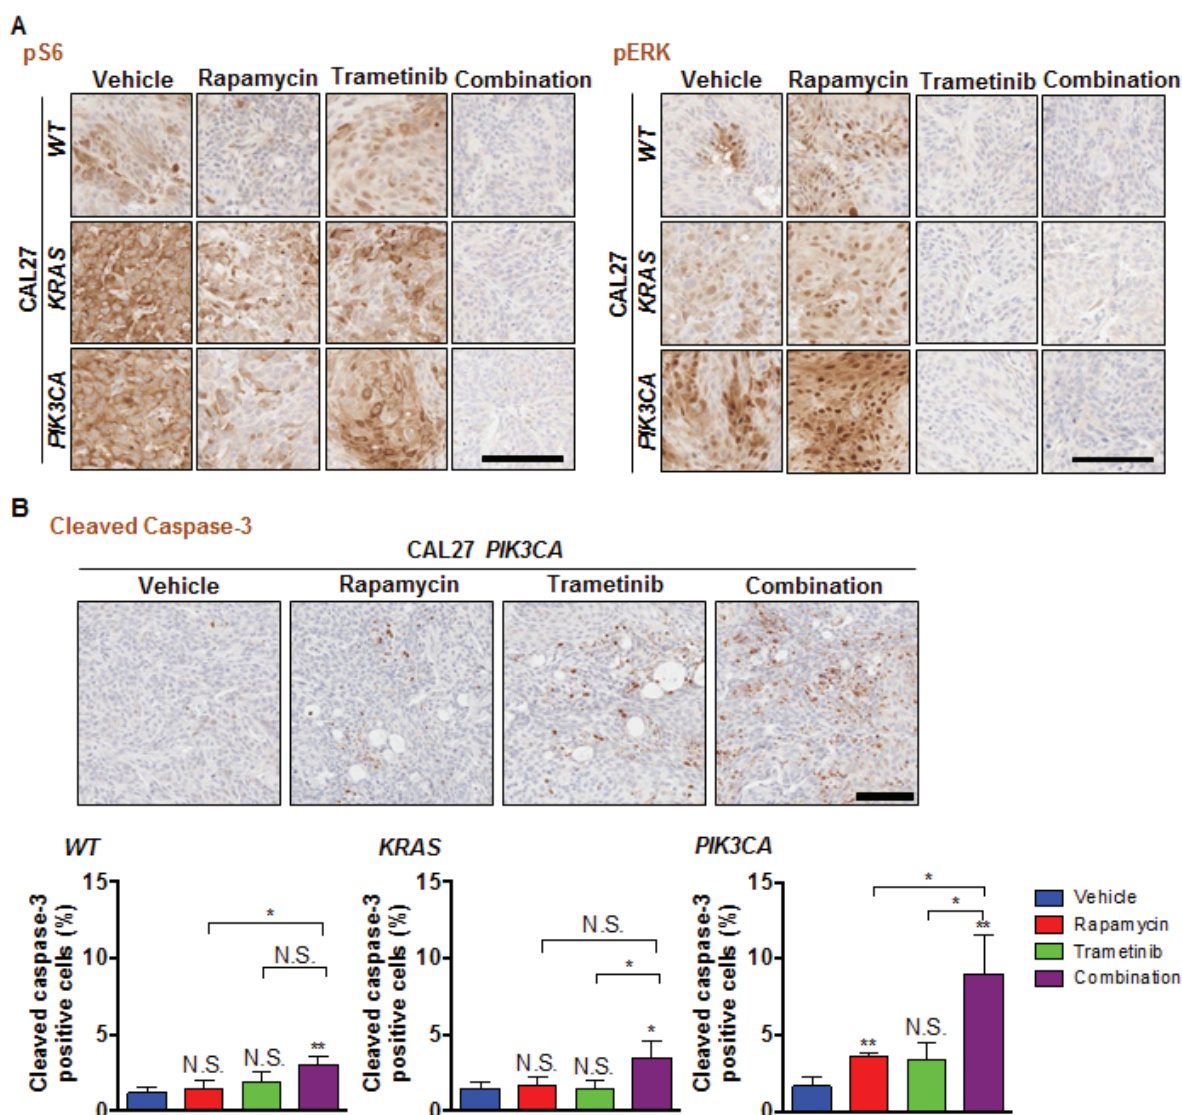 A
pS6
Vehicle Rapamycin Trametinib Combination
CAL27
WT
KRAS
PIK3CA
pERK
Vehicle Rapamycin Trametinib Combination
CAL27
WT
KRAS
PIK3CA
B
Cleaved Caspase-3
CAL27 PIK3CA
Vehicle Rapamycin Trametinib Combination
WT
Cleaved caspase-3
positive cells (%)
15
10
5
0
*
N.S.
N.S.
N.S.
**
KRAS
Cleaved caspase-3
positive cells (%)
15
10
5
0
N.S.
*
N.S.
N.S.
*
PIK3CA
Cleaved caspase-3
positive cells (%)
15
10
5
0
*
*
**
N.S.
**
Vehicle
Rapamycin
Trametinib
Combination